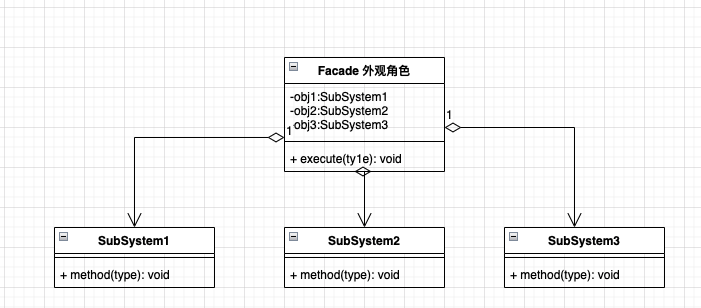 Facade 外观角色
-obj1:SubSystem1
-obj2:SubSystem2
obj3:SubSystem3
1
1
+ execute(ty1e): void
SubSystem1
SubSystem2
SubSystem3
+ method(type): void
+ method(type): void
+ method(type): void